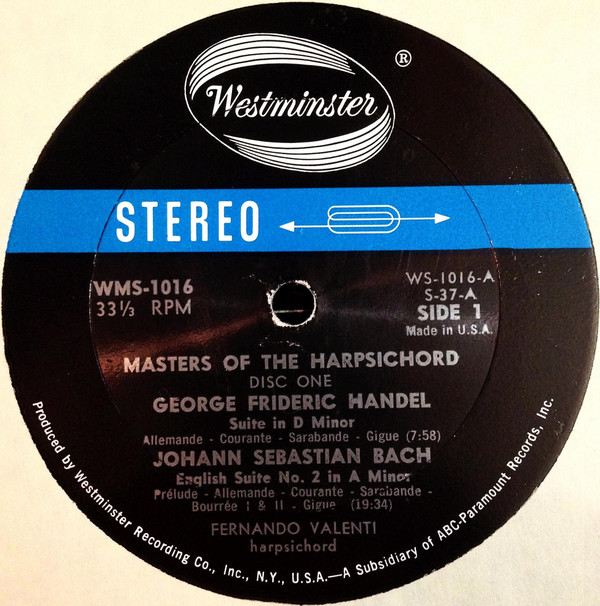 Westminster ®
STEREO
WMS-1016
33⅓ RPM
WS-1016-A
S-37-A
SIDE 1
Made in U.S.A.
MASTERS OF THE HARPSICHORD
DISC ONE
GEORGE FRIDERIC HANDEL
Suite in D Minor
Allemande - Courante - Sarabande - Gigue (7:58)
JOHANN SEBASTIAN BACH
English Suite No. 2 in A Minor
Prélude - Allemande - Courante - Sarabande -
Bourrée I & II - Gigue (19:34)
FERNANDO VALENTI
harpsichord
Produced by Westminster Recording Co., Inc., N.Y., U.S.A.—A Subsidiary of ABC-Paramount Records, Inc.